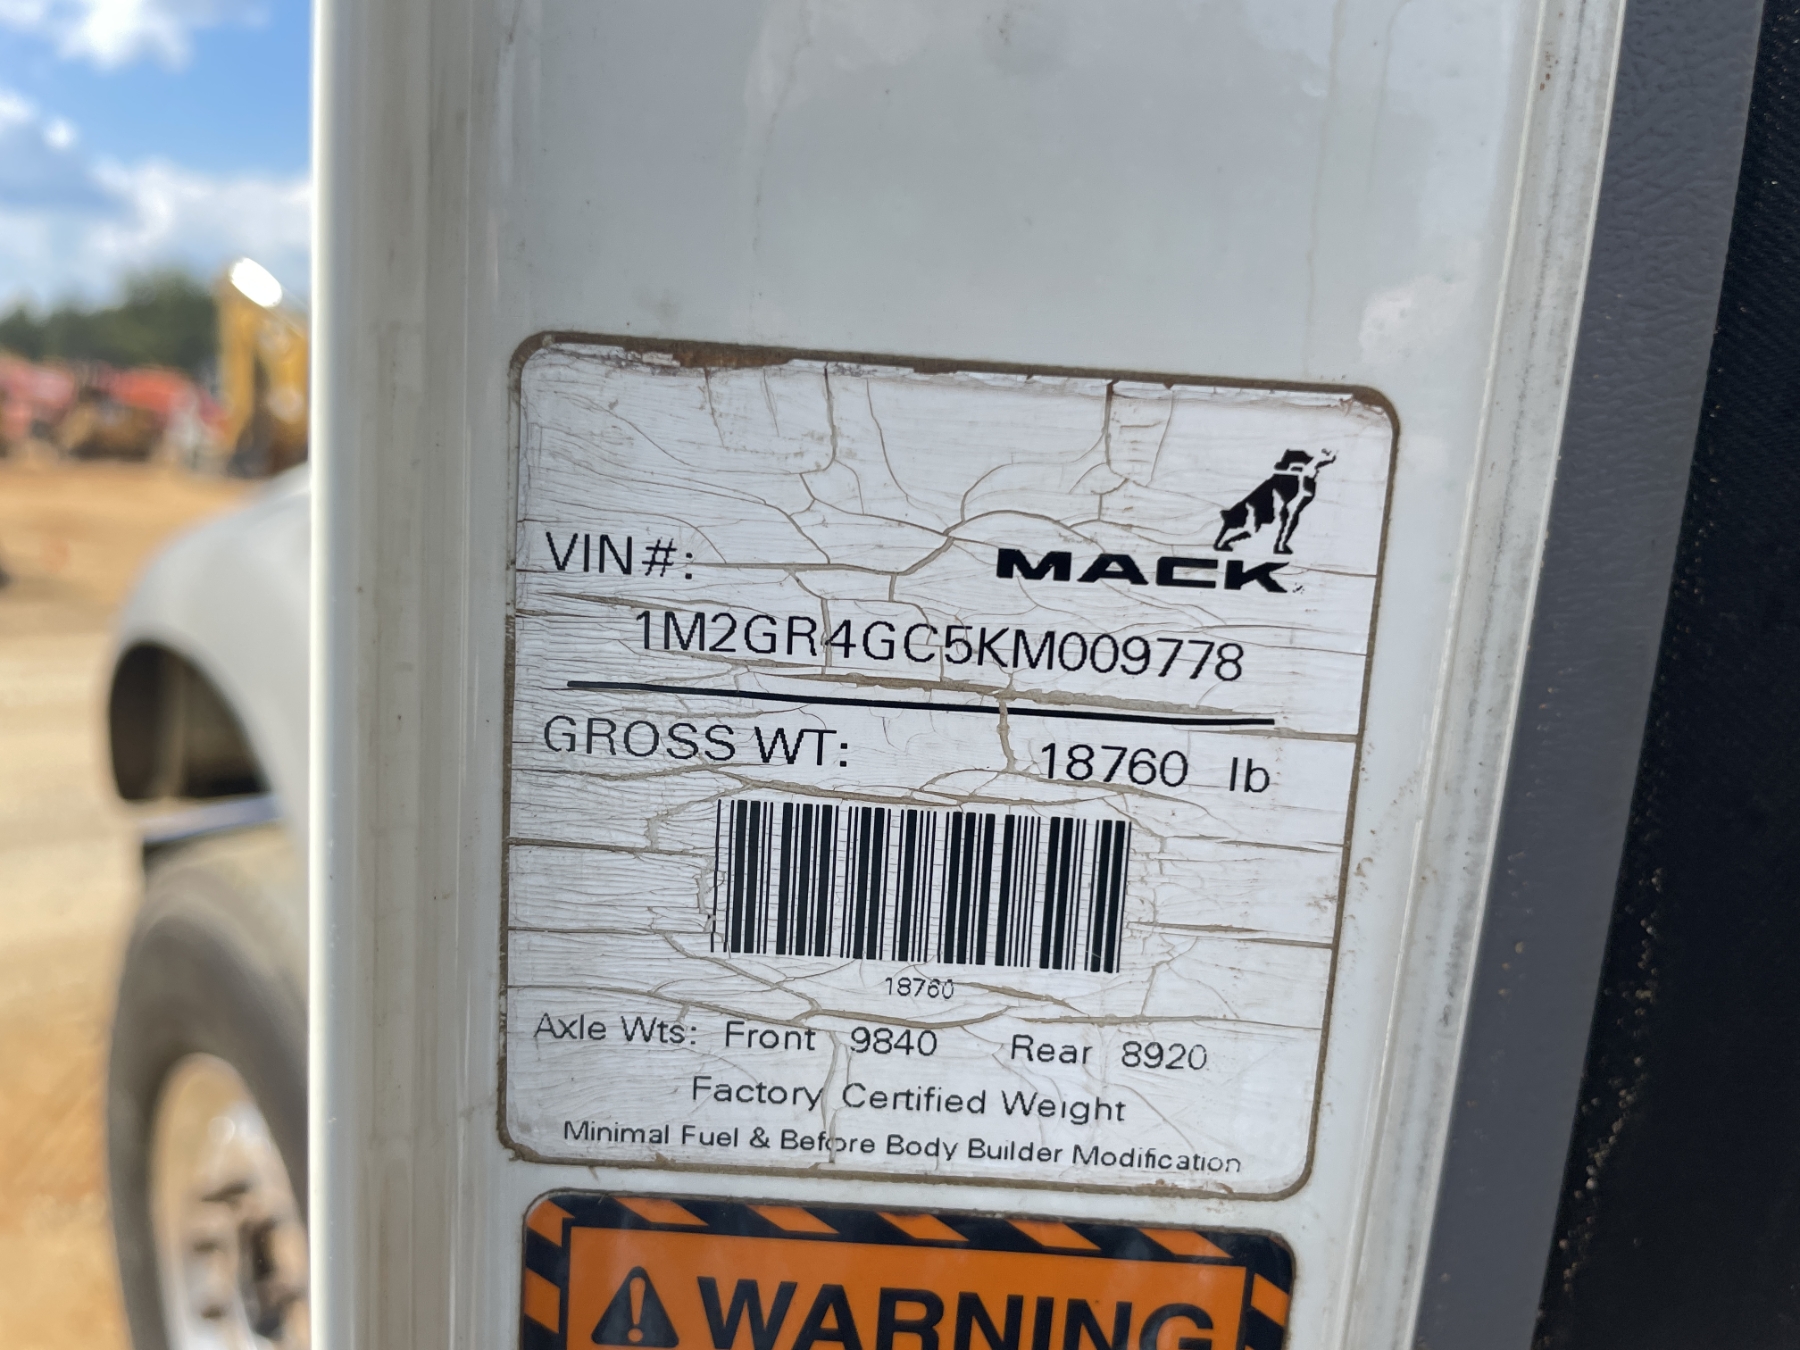 VIN#:
MACK
1M2GR4GC5KM009778
GROSS WT: 18760 lb
18760
Axle Wts: Front 9840 Rear 8920
Factory Certified Weight
Minimal Fuel & Before Body Builder Modification
WARNING